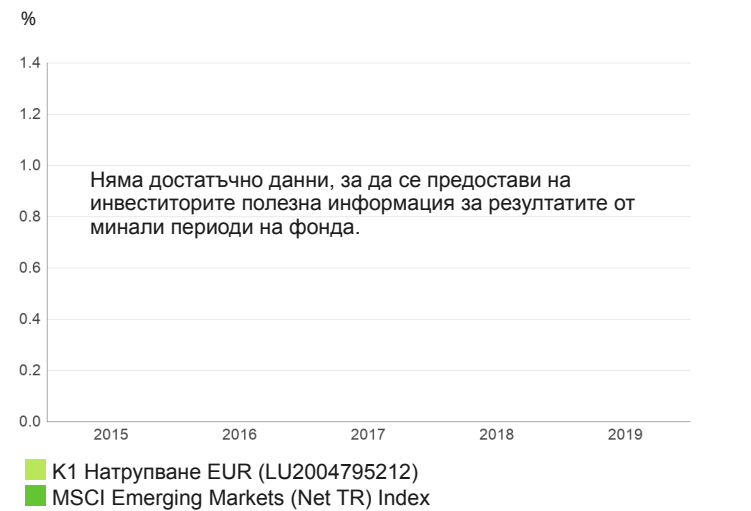 %
1.4
1.2
1.0
Няма достатъчно данни, за да се предостави на
инвеститорите полезна информация за резултатите от
0.8
минали периоди на фонда.
0.6
0.4
0.2
0.0
2015 2016 2017 2018 2019
K1 Натрупване EUR (LU2004795212)
MSCI Emerging Markets (Net TR) Index